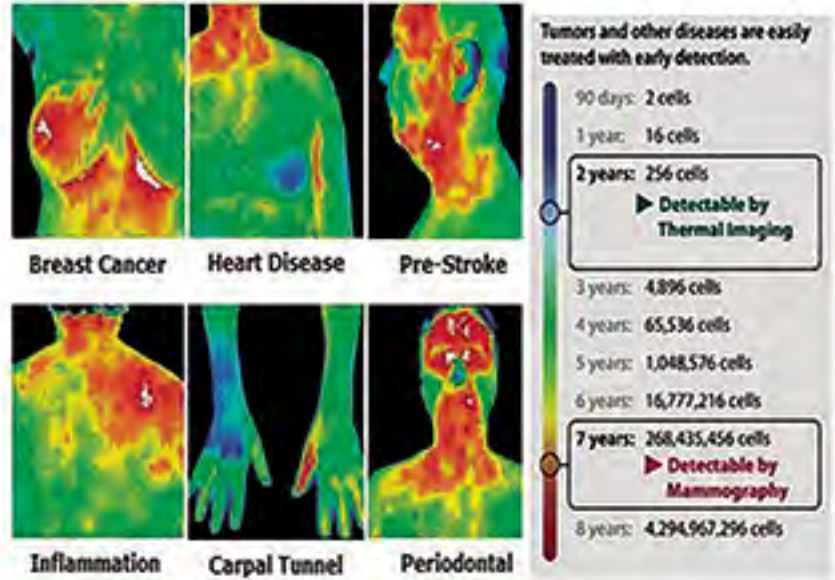 Breast Cancer
Heart Disease
Pre-Stroke
Inflammation
Carpal Tunnel
Periodontal
Tumors and other diseases are easily
treated with early detection.
90 days: 2 cells
1 year: 16 cells
2 years: 256 cells
▶ Detectable by
Thermal Imaging
3 years: 4,896 cells
4 years: 65,536 cells
5 years: 1,048,576 cells
6 years: 16,777,216 cells
7 years: 268,435,456 cells
▶ Detectable by
Mammography
8 years: 4,294,967,296 cells